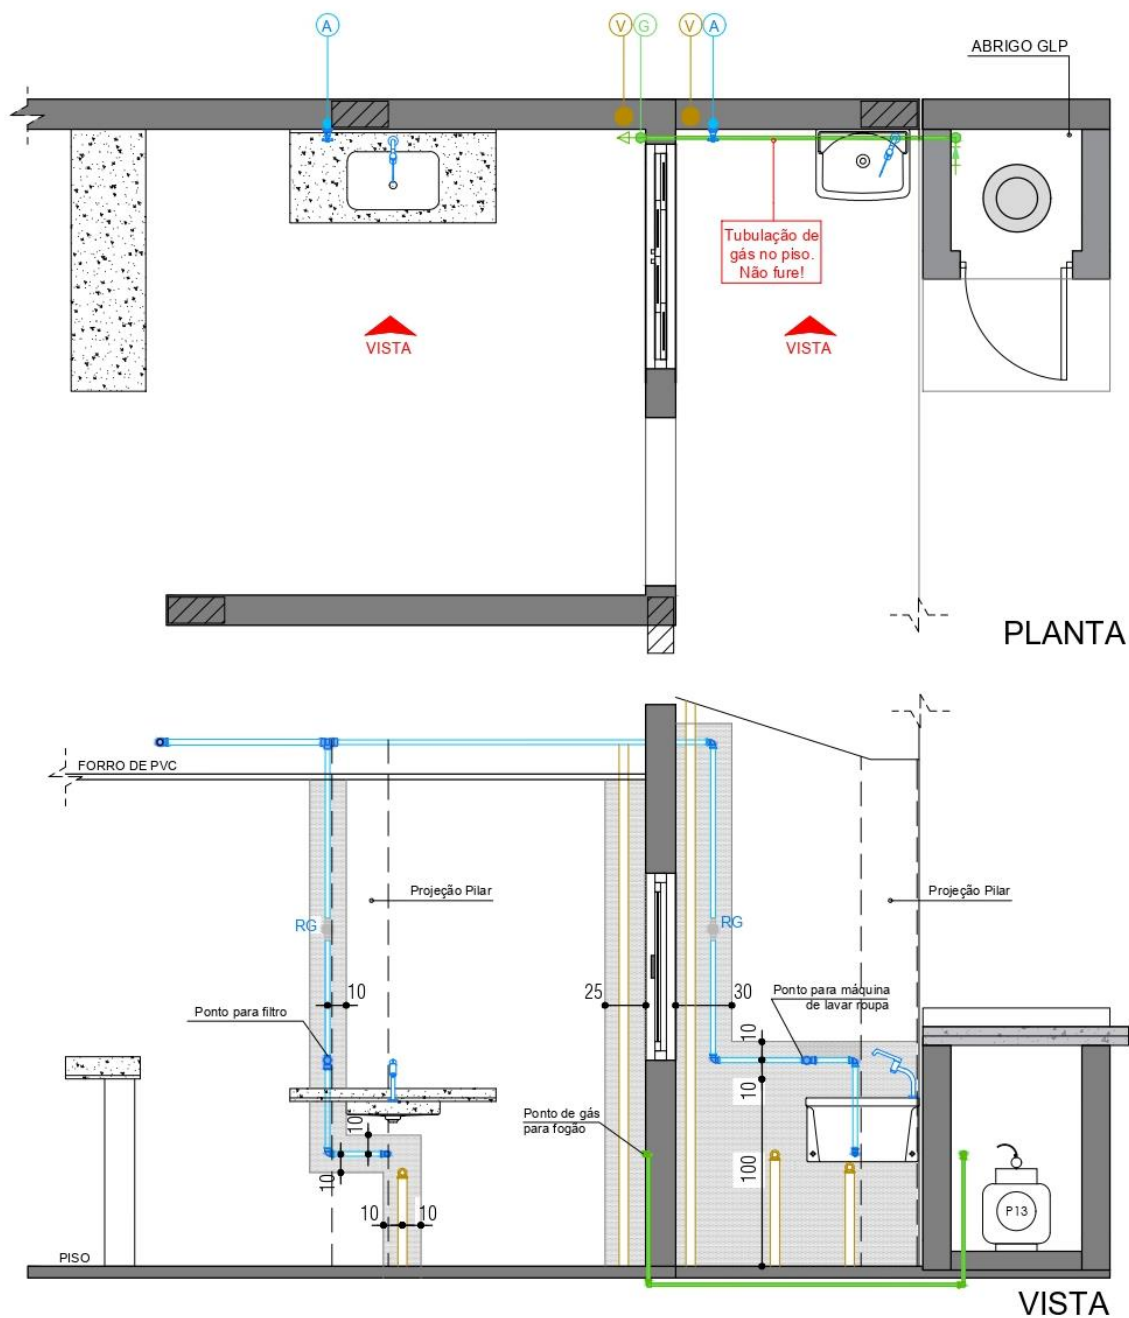 A
V
G
V
A
ABRIGO GLP
Tubulação de
gás no piso.
Não fure!
VISTA
VISTA
PLANTA
FORRO DE PVC
Projeção Pilar
Projeção Pilar
RG
RG
10
25
30
Ponto para máquina
de lavar roupa
Ponto para filtro
10
10
Ponto de gás
para fogão
10
10
100
10
10
P13
PISO
VISTA